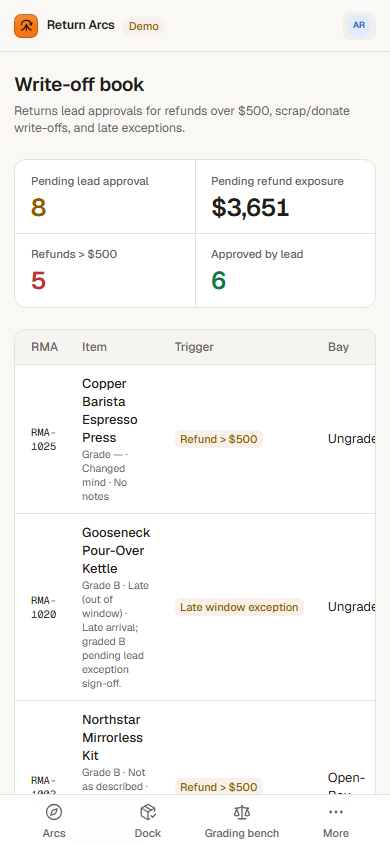 Return Arcs Demo AR
Write-off book
Returns lead approvals for refunds over $500, scrap/donate
write-offs, and late exceptions.
Pending lead approval
8
Pending refund exposure
$3,651
Refunds > $500
5
Approved by lead
6
RMA Item Trigger Bay
RMA-
1025
Copper
Barista
Espresso
Press
Grade — ·
Changed
mind · No
notes
Refund > $500
Ungrade
RMA-
1020
Gooseneck
Pour-Over
Kettle
Grade B · Late
(out of
window) ·
Late arrival;
graded B
pending lead
exception
sign-off.
Late window exception
Ungrade
RMA-
Northstar
Mirrorless
Kit
Grade B · Not
as described ·
Refund > $500
Open-
Arcs Dock Grading bench More